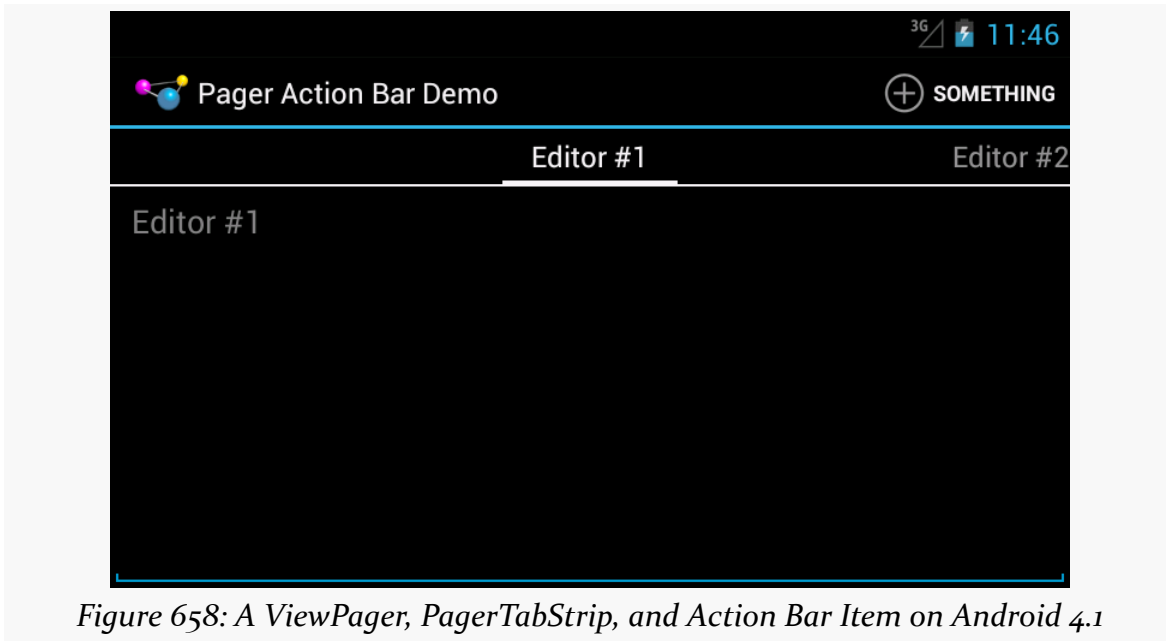 3G 11:46
Pager Action Bar Demo SOMETHING
Editor #1 Editor #2
Editor #1
Figure 658: A ViewPager, PagerTabStrip, and Action Bar Item on Android 4.1